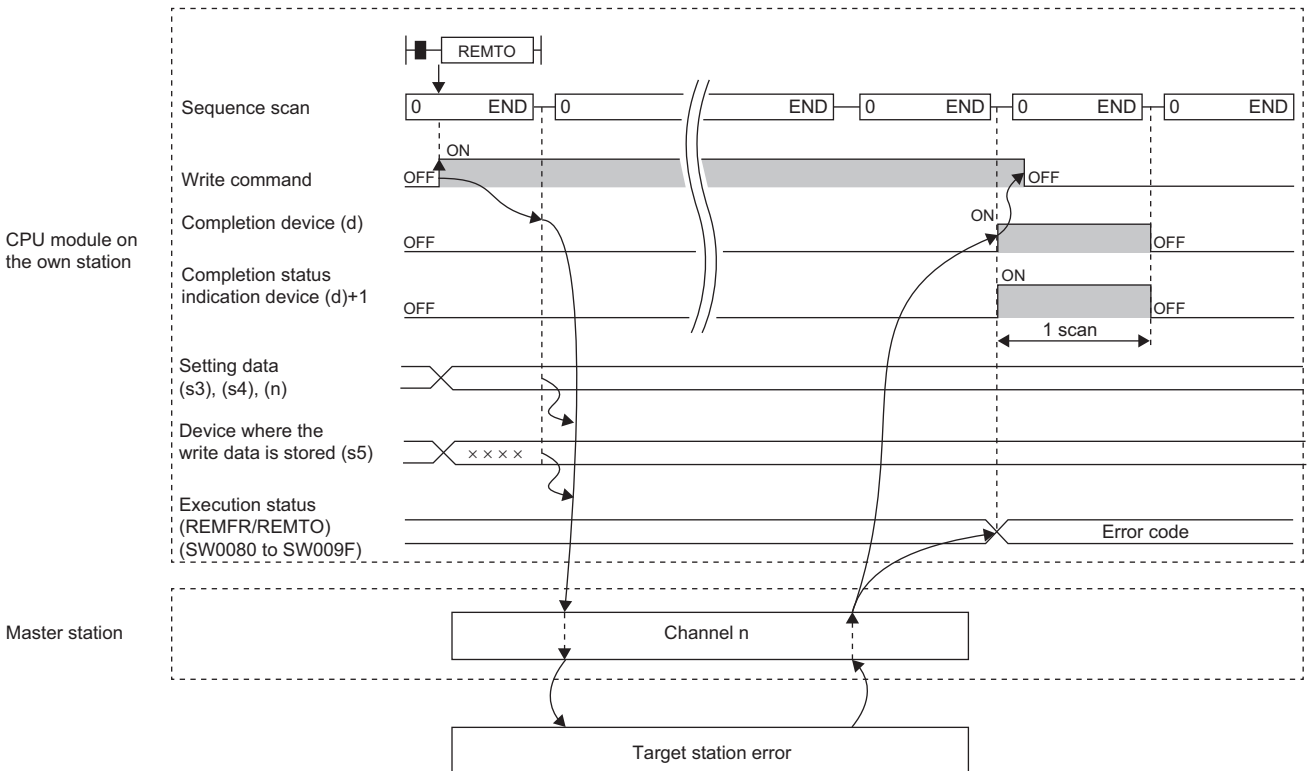 REMTO
Sequence scan
0 END 0 END 0 END 0 END 0 END
ON
Write command
OFF OFF
Completion device (d)
ON
OFF OFF
CPU module on
the own station
Completion status
indication device (d)+1
ON
OFF OFF
1 scan
Setting data
(s3), (s4), (n)
Device where the
write data is stored (s5)
× × × ×
Execution status
(REMFR/REMTO)
(SW0080 to SW009F)
Error code
Master station
Channel n
Target station error